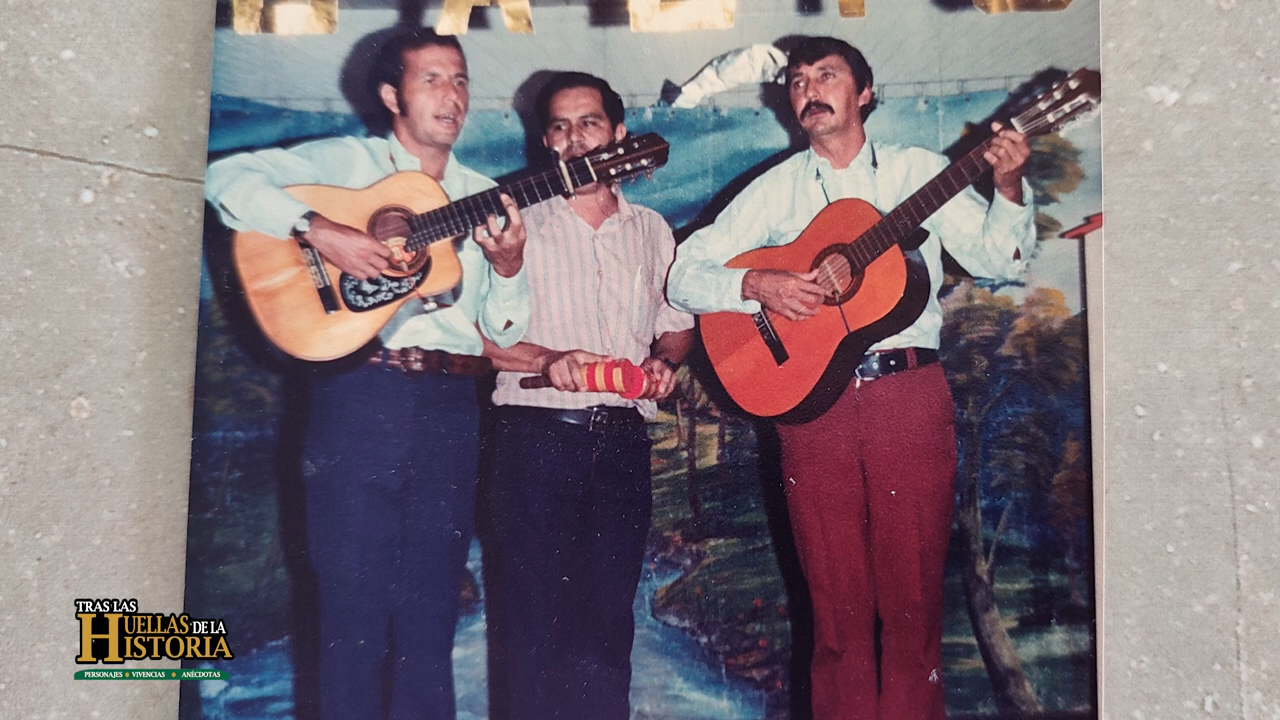 TRAS LAS
HUELLAS DE LA
HISTORIA
PERSONAJES • VIVENCIAS • ANÉCDOTAS